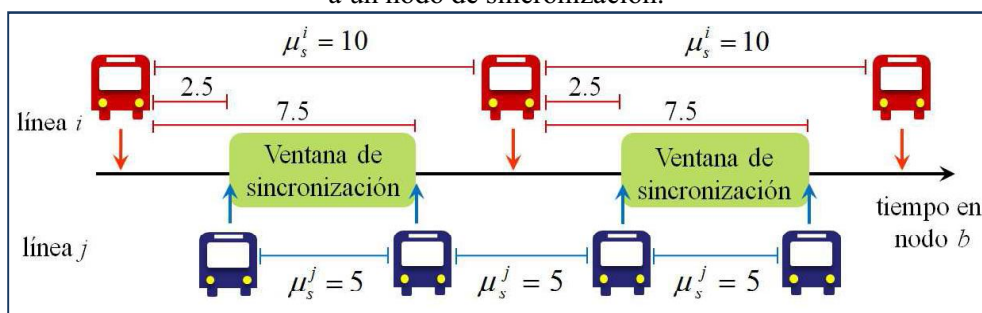 a un nodo de sincronización.
μ_s^i = 10
μ_s^i = 10
2.5
2.5
línea i
7.5
7.5
Ventana de
sincronización
Ventana de
sincronización
tiempo en
nodo b
línea j
μ_s^j = 5
μ_s^j = 5
μ_s^j = 5